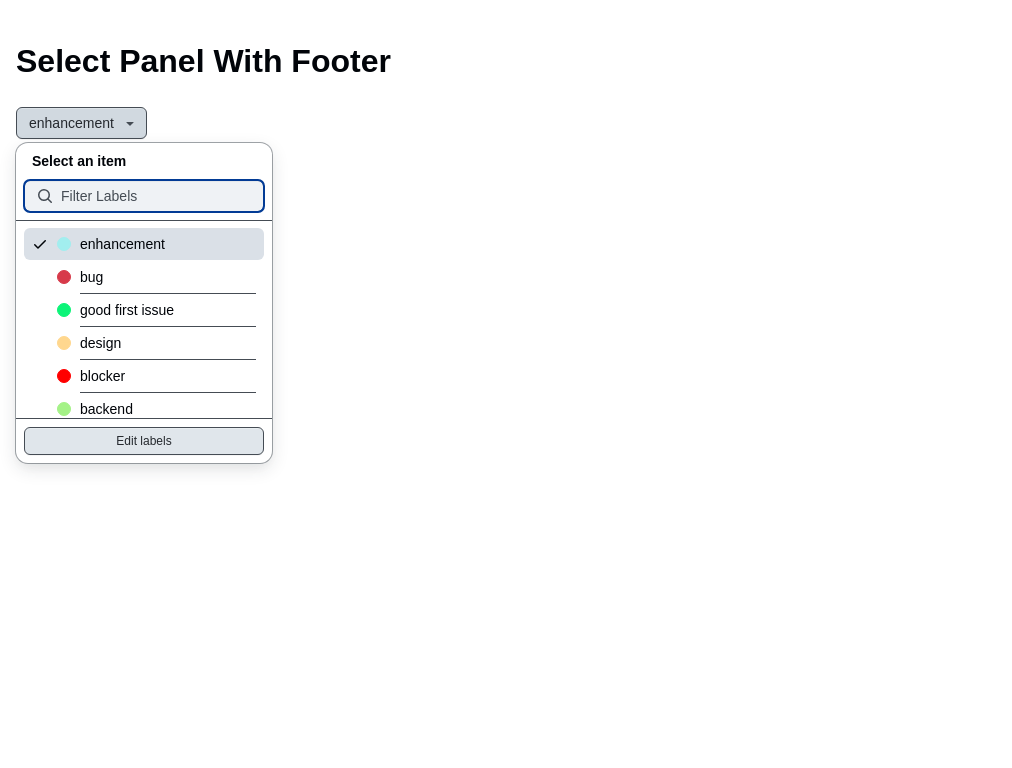 Select Panel With Footer
enhancement
Select an item
Filter Labels
enhancement
bug
good first issue
design
blocker
backend
Edit labels